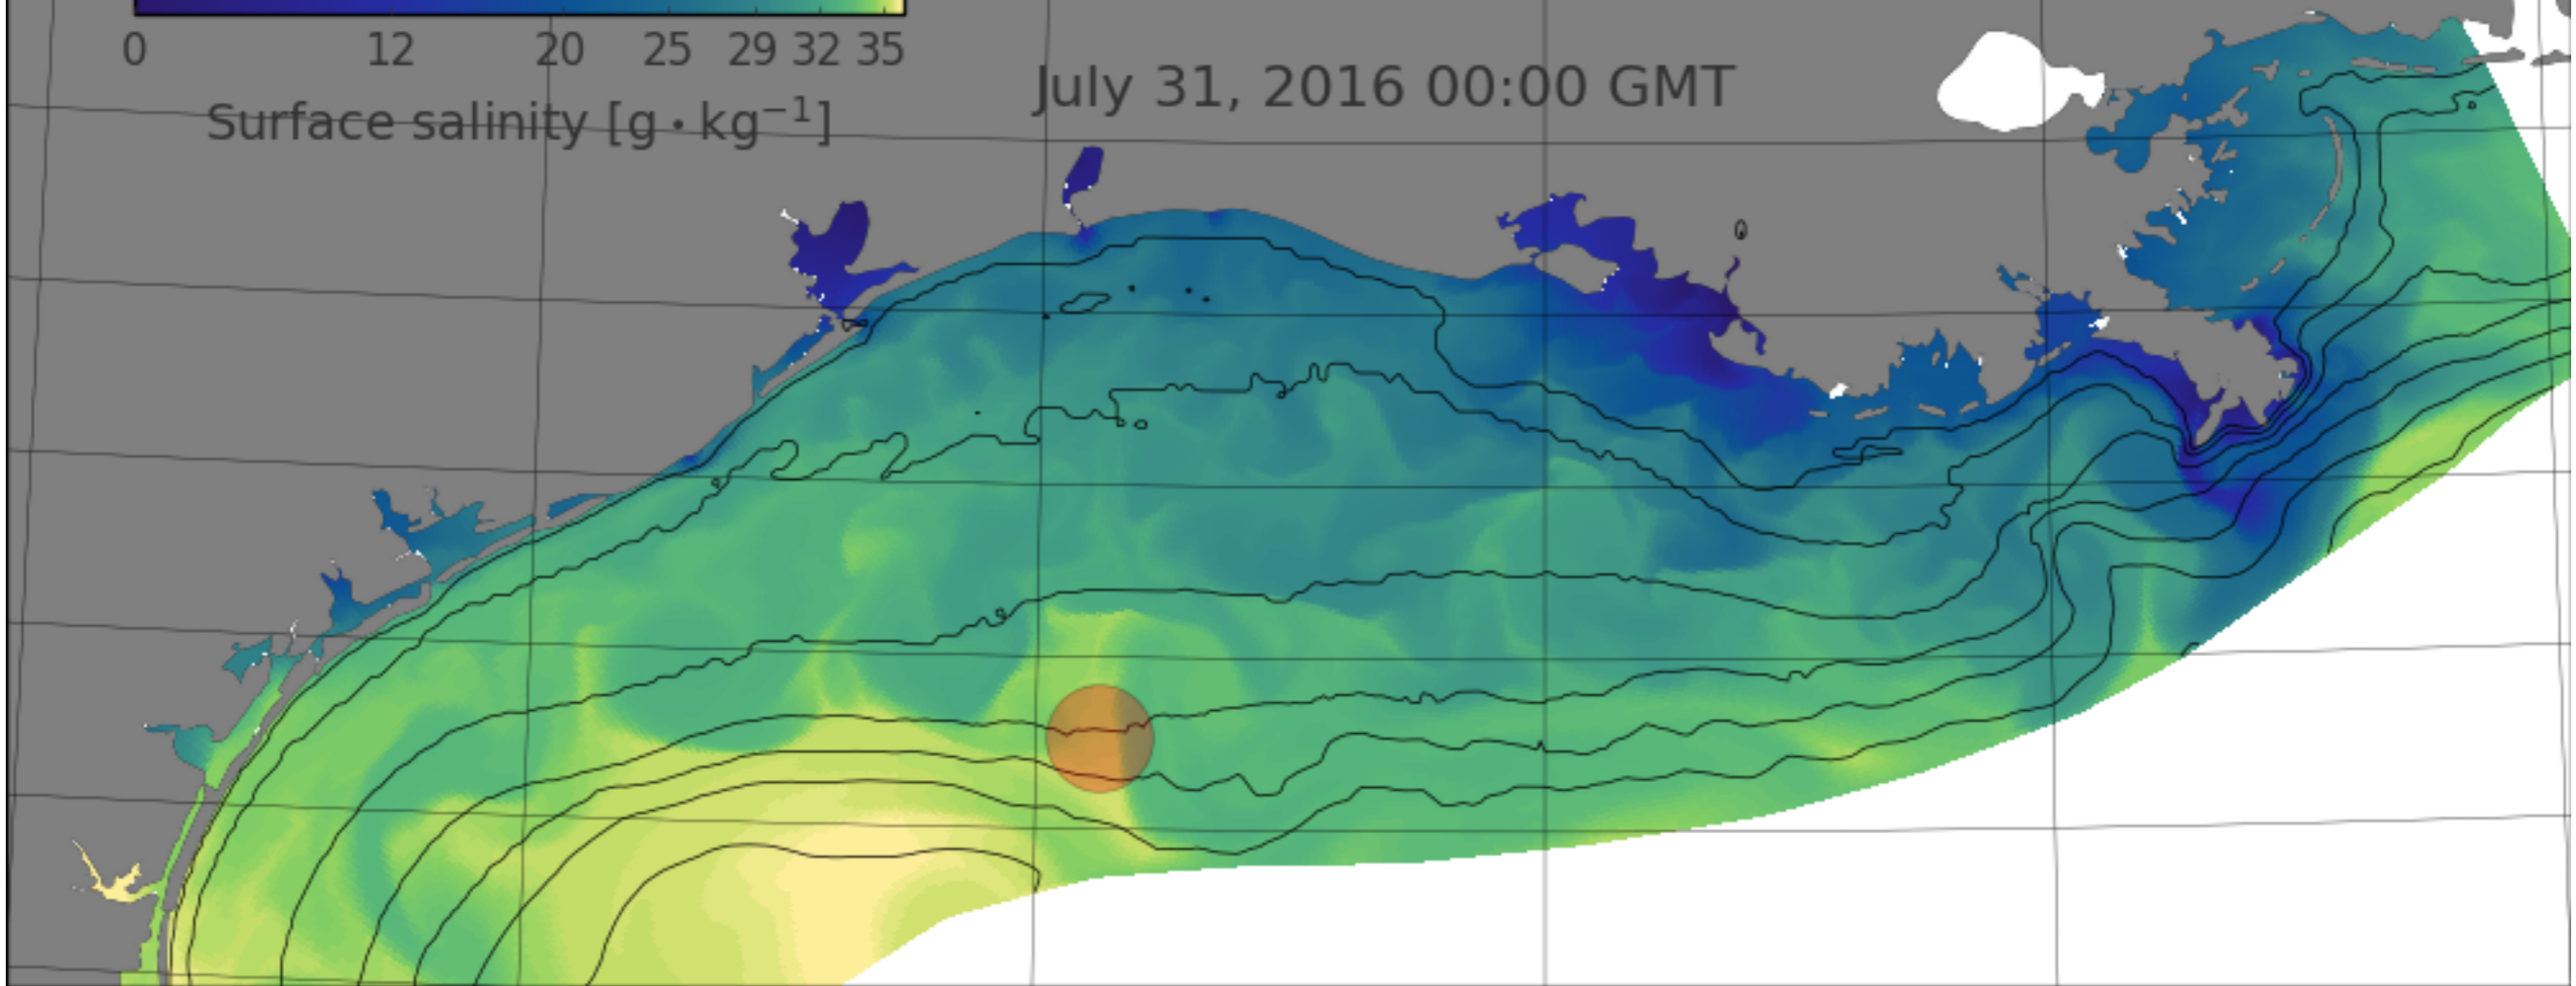 0 12 20 25 29 32 35
Surface salinity [g · kg⁻¹]
July 31, 2016 00:00 GMT